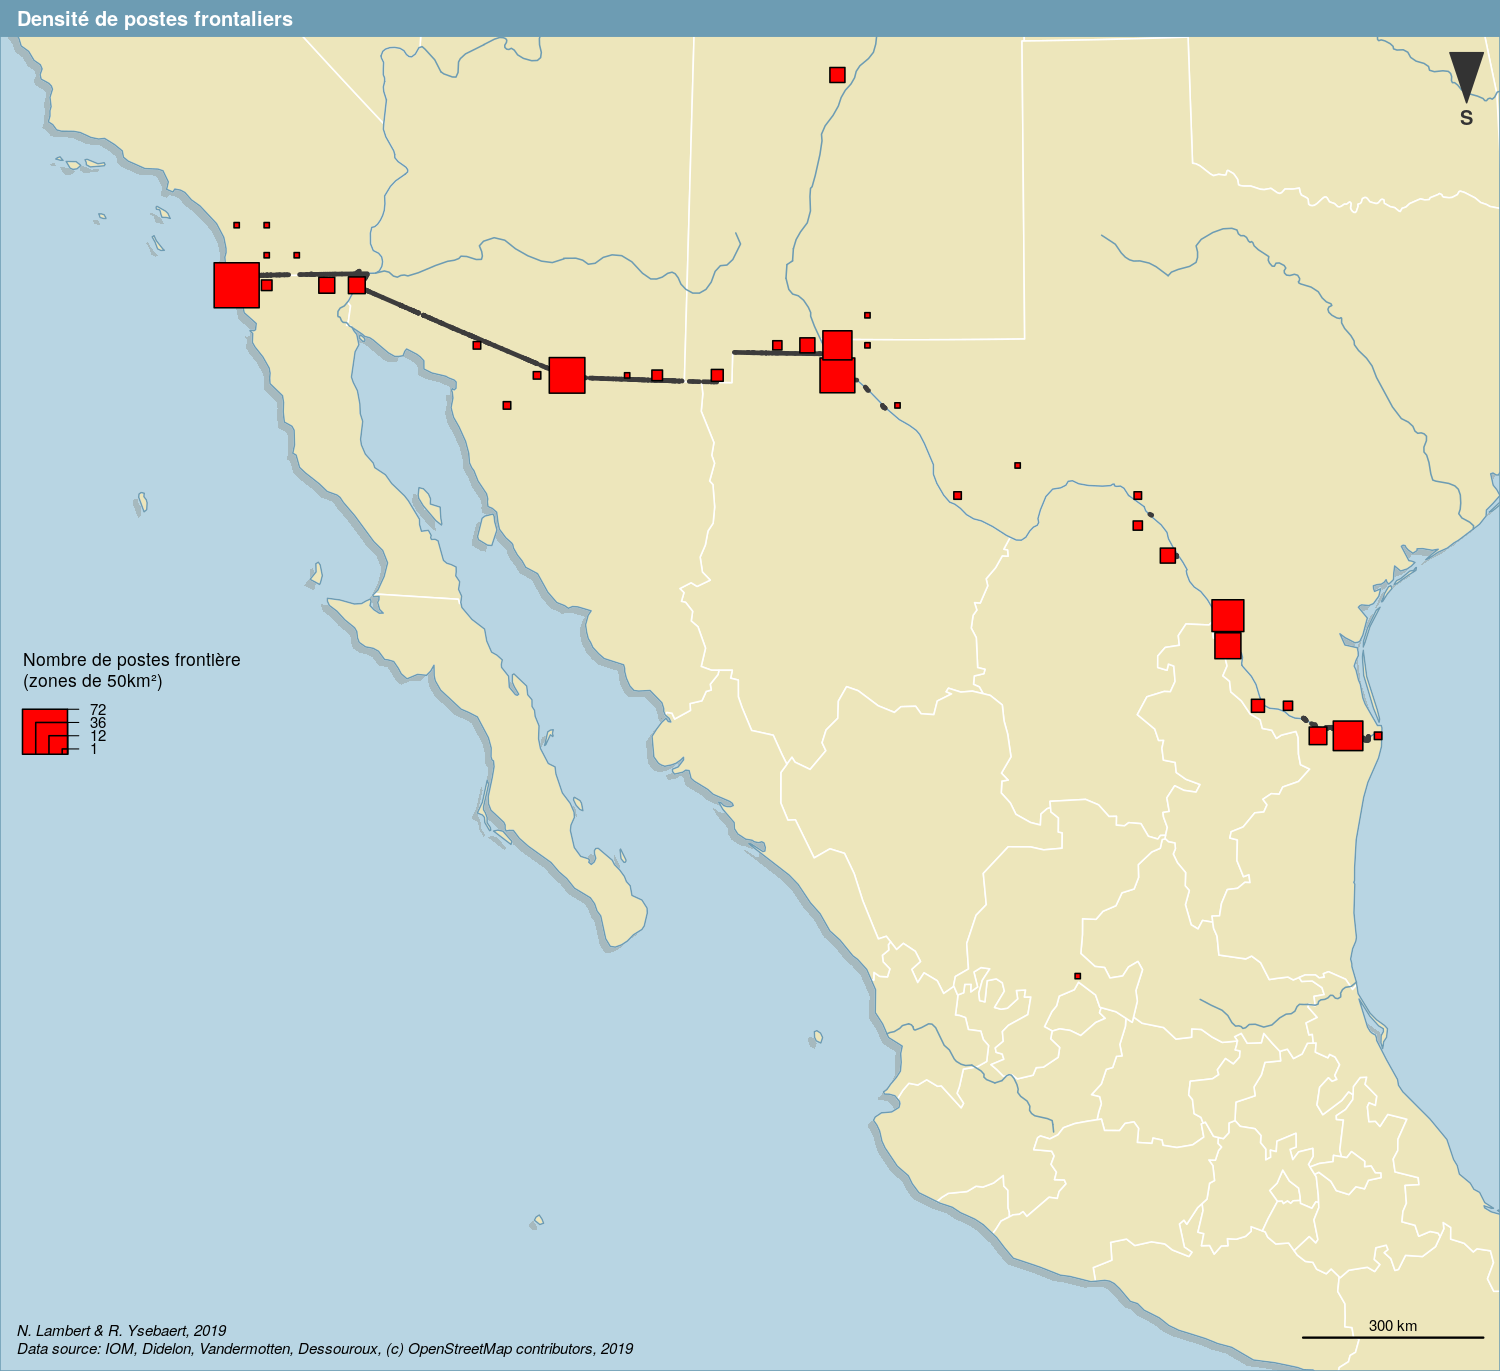 Densité de postes frontaliers
S
Nombre de postes frontière
(zones de 50km²)
72
36
12
1
300 km
N. Lambert & R. Ysebaert, 2019
Data source: IOM, Didelon, Vandermotten, Dessouroux, (c) OpenStreetMap contributors, 2019